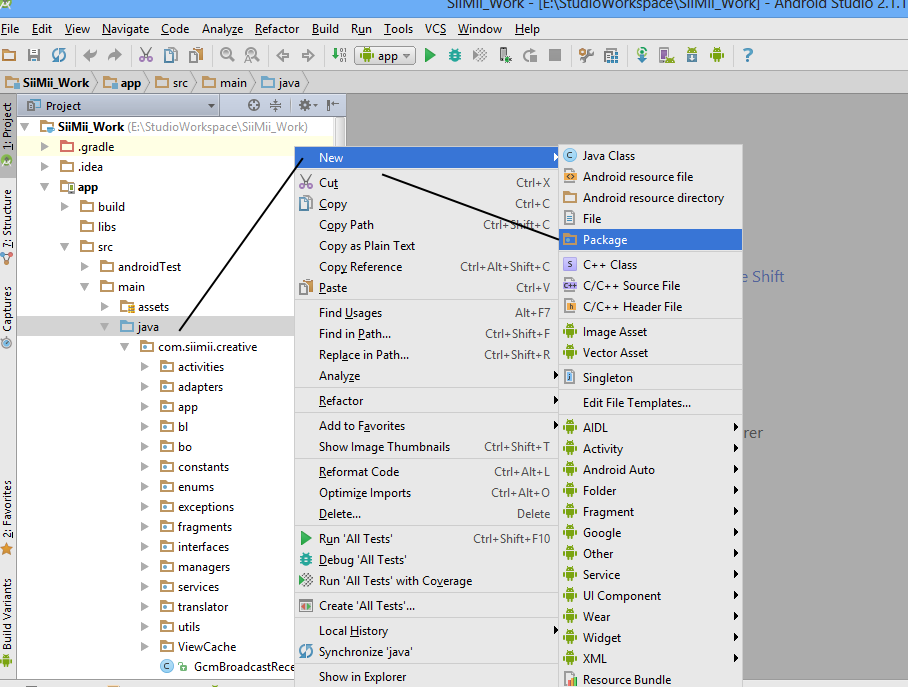 SiiMii_Work - [E:\StudioWorkspace\SiiMii_Work] - Android Studio 2.1.1
File Edit View Navigate Code Analyze Refactor Build Run Tools VCS Window Help
app
SiiMii_Work app src main java
1: Project
7: Structure
Captures
2: Favorites
Build Variants
Project
SiiMii_Work (E:\StudioWorkspace\SiiMii_Work)
.gradle
.idea
app
build
libs
src
androidTest
main
assets
java
com.siimii.creative
activities
adapters
app
bl
bo
constants
enums
exceptions
fragments
interfaces
managers
services
translator
utils
ViewCache
GcmBroadcastRece
New
Cut Ctrl+X
Copy Ctrl+C
Copy Path Ctrl+Shift+C
Copy as Plain Text
Copy Reference Ctrl+Alt+Shift+C
Paste Ctrl+V
Find Usages Alt+F7
Find in Path... Ctrl+Shift+F
Replace in Path... Ctrl+Shift+R
Analyze
Refactor
Add to Favorites
Show Image Thumbnails Ctrl+Shift+T
Reformat Code Ctrl+Alt+L
Optimize Imports Ctrl+Alt+O
Delete... Delete
Run 'All Tests' Ctrl+Shift+F10
Debug 'All Tests'
Run 'All Tests' with Coverage
Create 'All Tests'...
Local History
Synchronize 'java'
Show in Explorer
Java Class
Android resource file
Android resource directory
File
Package
C++ Class
C/C++ Source File
C/C++ Header File
Image Asset
Vector Asset
Singleton
Edit File Templates...
AIDL
Activity
Android Auto
Folder
Fragment
Google
Other
Service
UI Component
Wear
Widget
XML
Resource Bundle
e Shift
rer